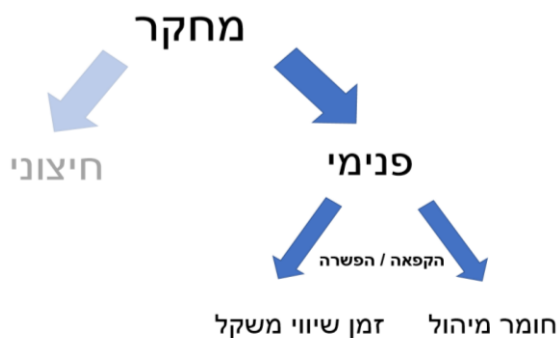 מחקר
פנימי
חיצוני
הקפאה / הפשרה
חומר מיהול
זמן שיווי משקל